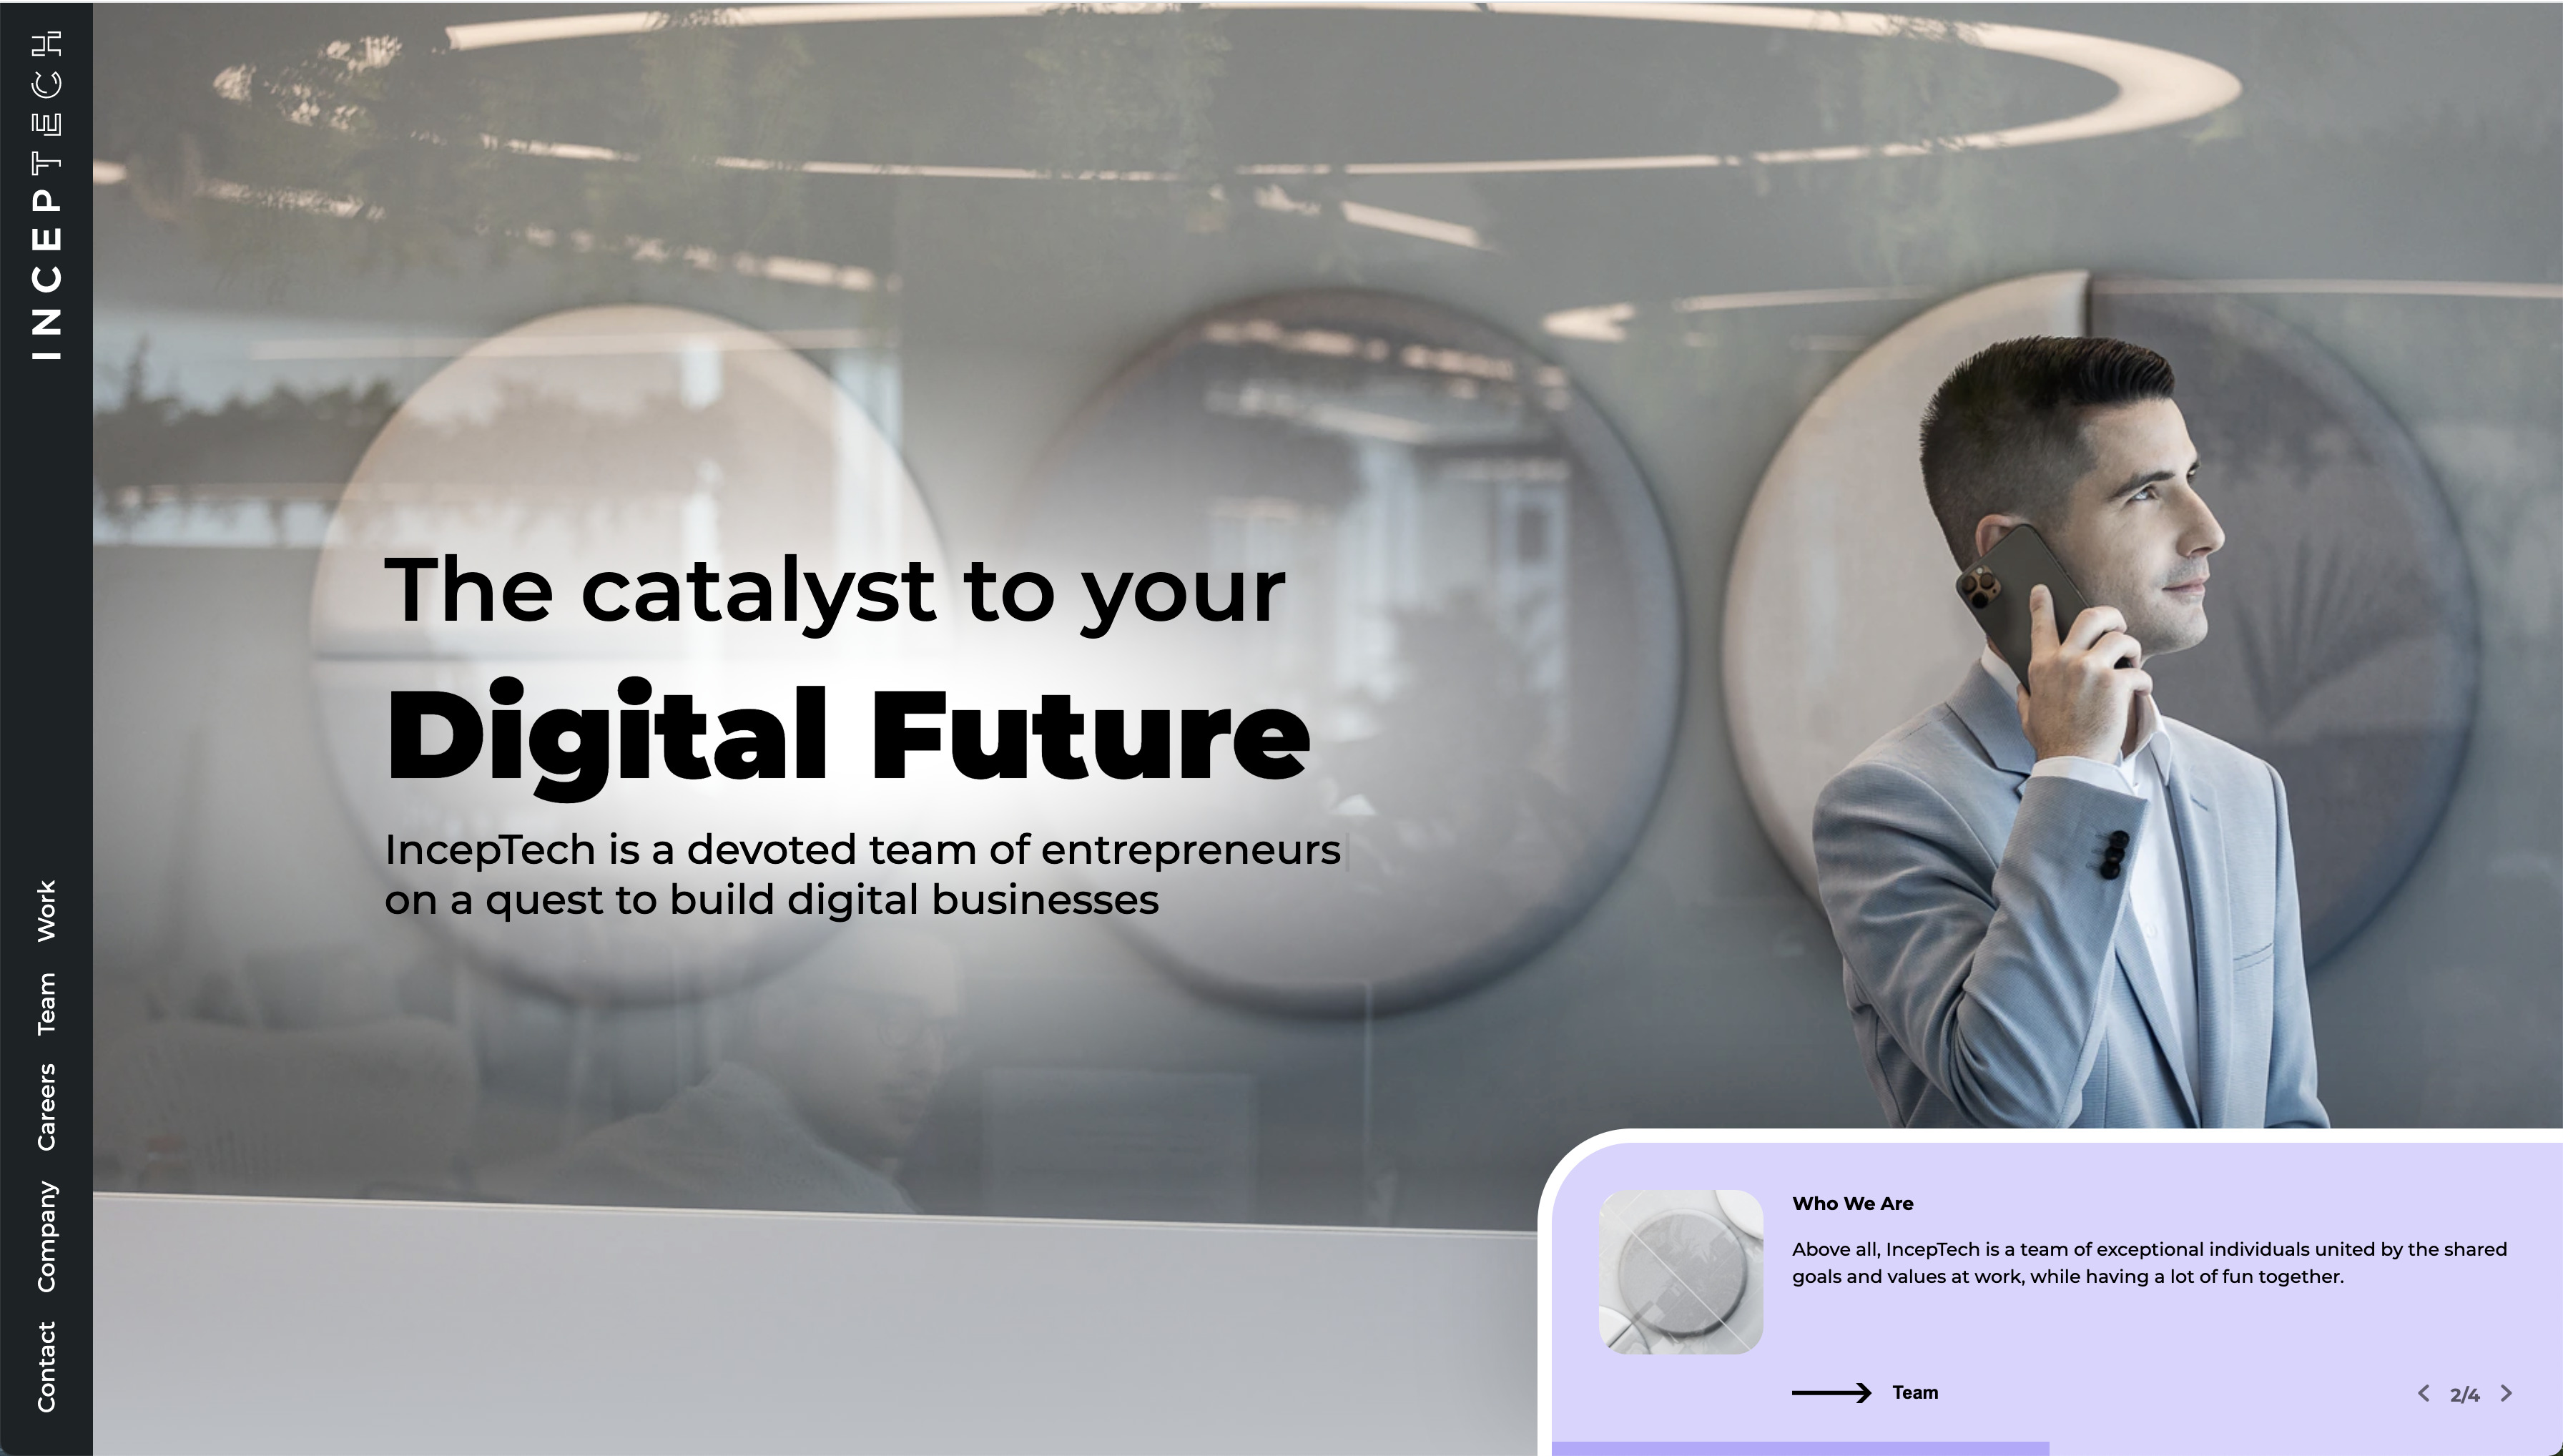 INCEPTECH
Work
Team
Careers
Company
Contact
The catalyst to your
Digital Future
IncepTech is a devoted team of entrepreneurs
on a quest to build digital businesses
Who We Are
Above all, IncepTech is a team of exceptional individuals united by the shared
goals and values at work, while having a lot of fun together.
Team
2/4